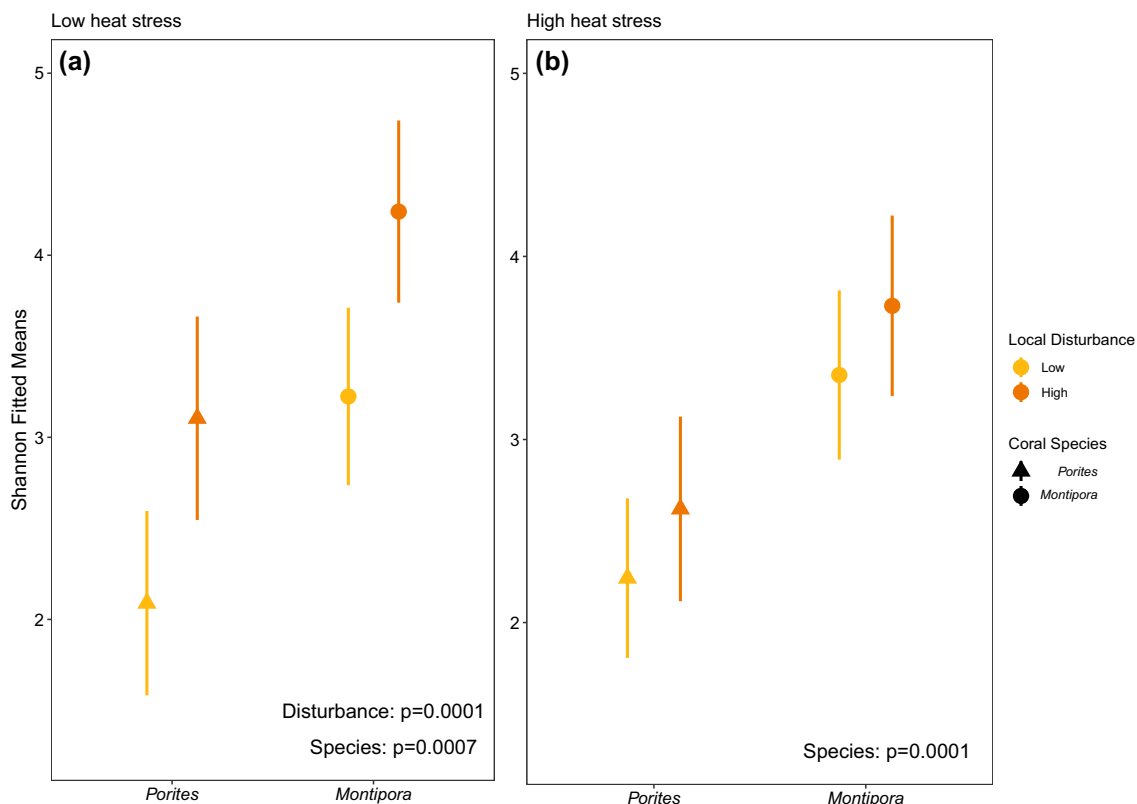 Low heat stress
(a)
5
4
3
2
Shannon Fitted Means
Disturbance: p=0.0001
Species: p=0.0007
Porites
Montipora
High heat stress
(b)
5
4
3
2
Species: p=0.0001
Porites
Montipora
Local Disturbance
Low
High
Coral Species
Porites
Montipora